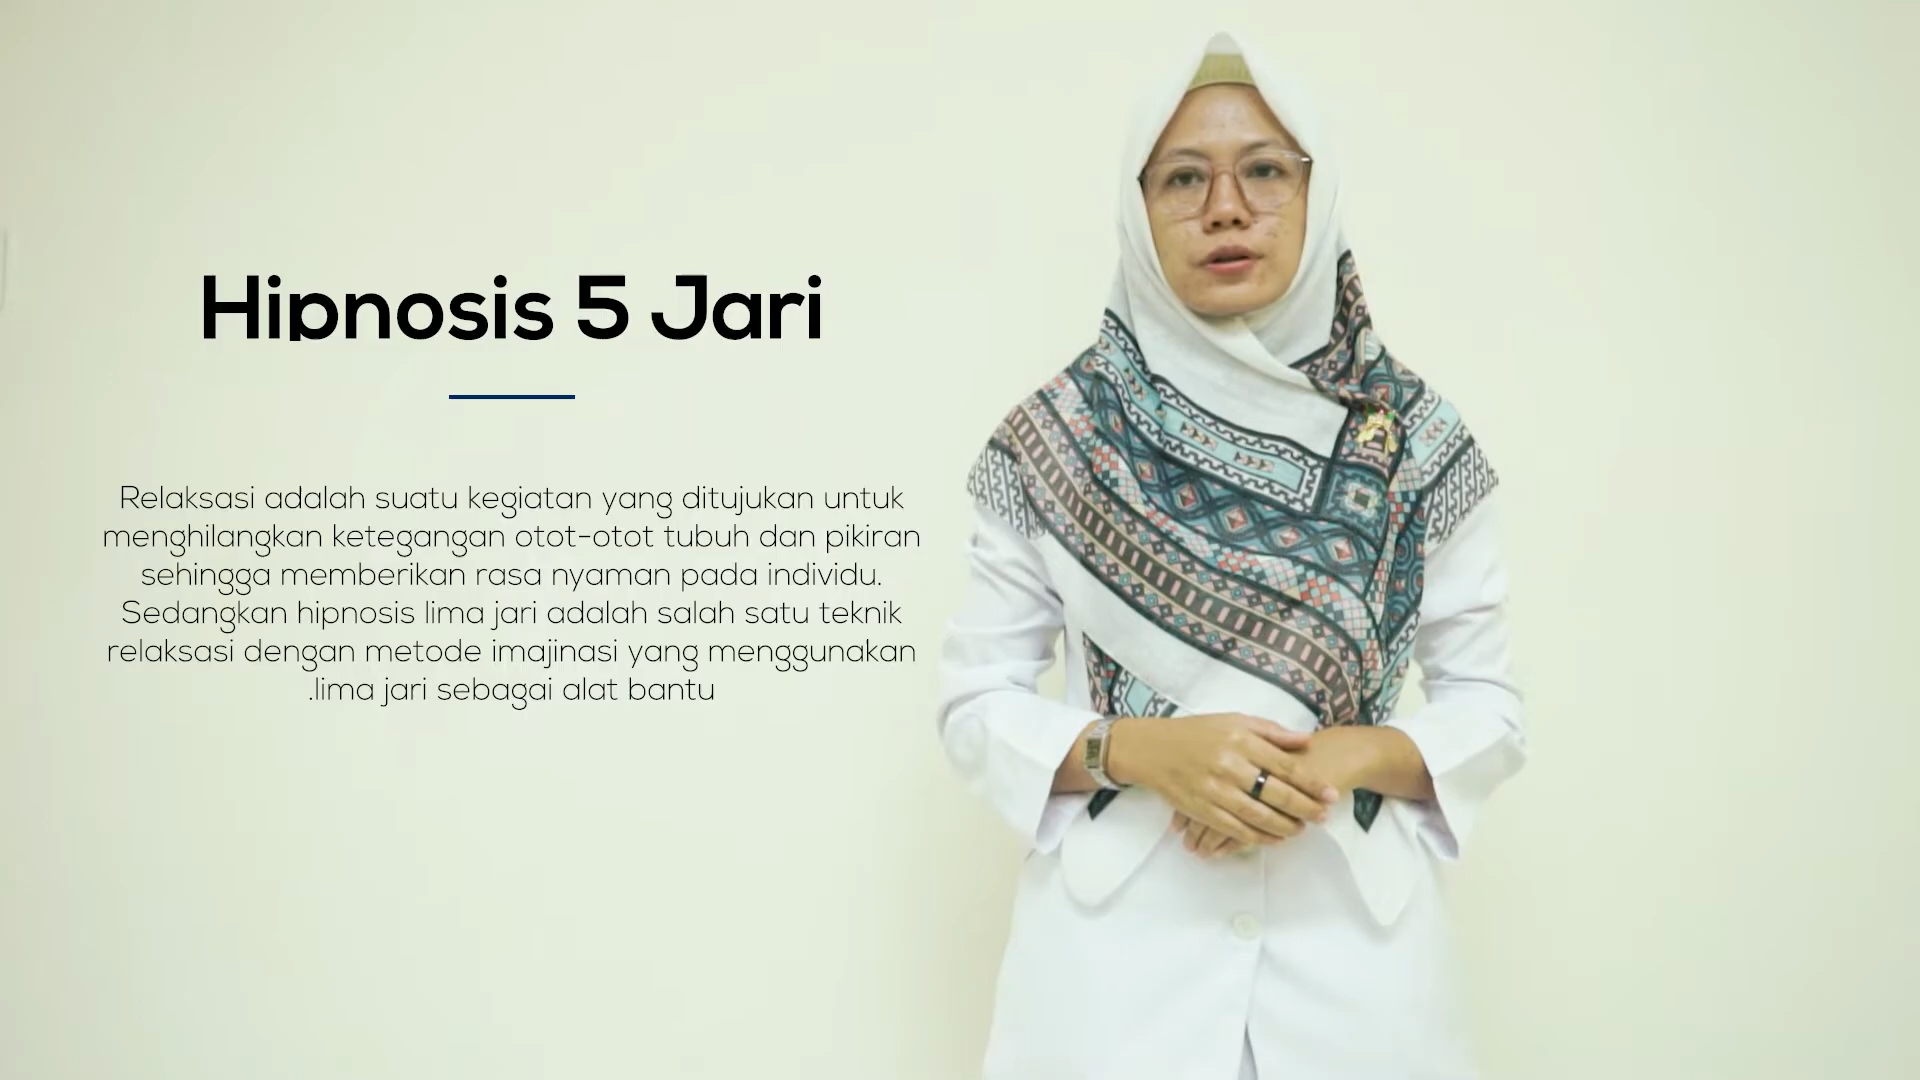 Hipnosis 5 Jari
Relaksasi adalah suatu kegiatan yang ditujukan untuk
menghilangkan ketegangan otot-otot tubuh dan pikiran
sehingga memberikan rasa nyaman pada individu.
Sedangkan hipnosis lima jari adalah salah satu teknik
relaksasi dengan metode imajinasi yang menggunakan
.lima jari sebagai alat bantu